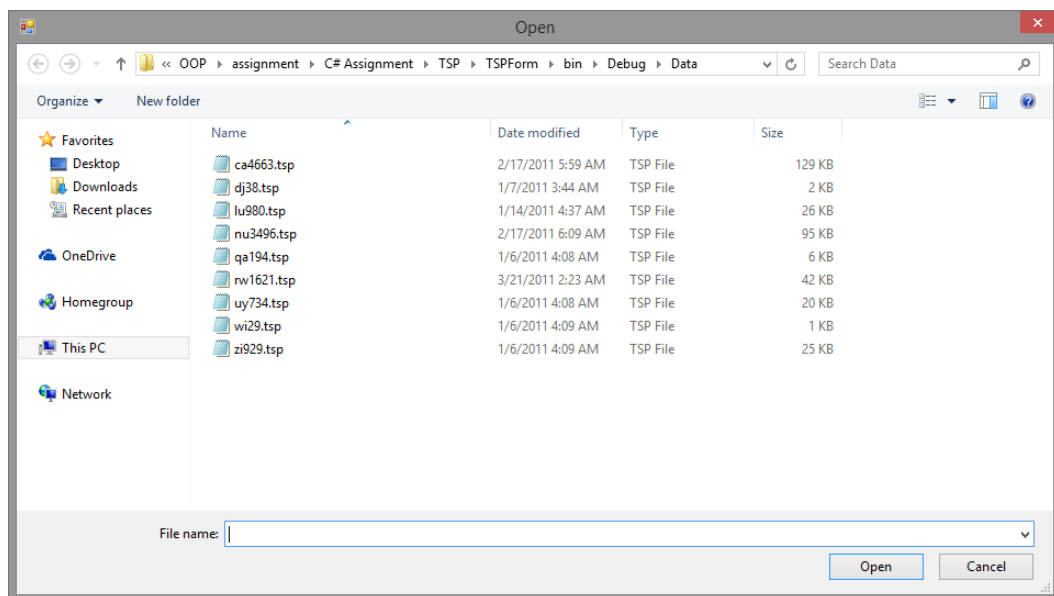 Open
« OOP assignment C# Assignment TSP TSPForm bin Debug Data Search Data
Organize New folder
Name Date modified Type Size
Favorites
Desktop
Downloads
Recent places
OneDrive
Homegroup
This PC
Network
ca4663.tsp 2/17/2011 5:59 AM TSP File 129 KB
dj38.tsp 1/7/2011 3:44 AM TSP File 2 KB
lu980.tsp 1/14/2011 4:37 AM TSP File 26 KB
nu3496.tsp 2/17/2011 6:09 AM TSP File 95 KB
qa194.tsp 1/6/2011 4:08 AM TSP File 6 KB
rw1621.tsp 3/21/2011 2:23 AM TSP File 42 KB
uy734.tsp 1/6/2011 4:08 AM TSP File 20 KB
wi29.tsp 1/6/2011 4:09 AM TSP File 1 KB
zi929.tsp 1/6/2011 4:09 AM TSP File 25 KB
File name:
Open Cancel